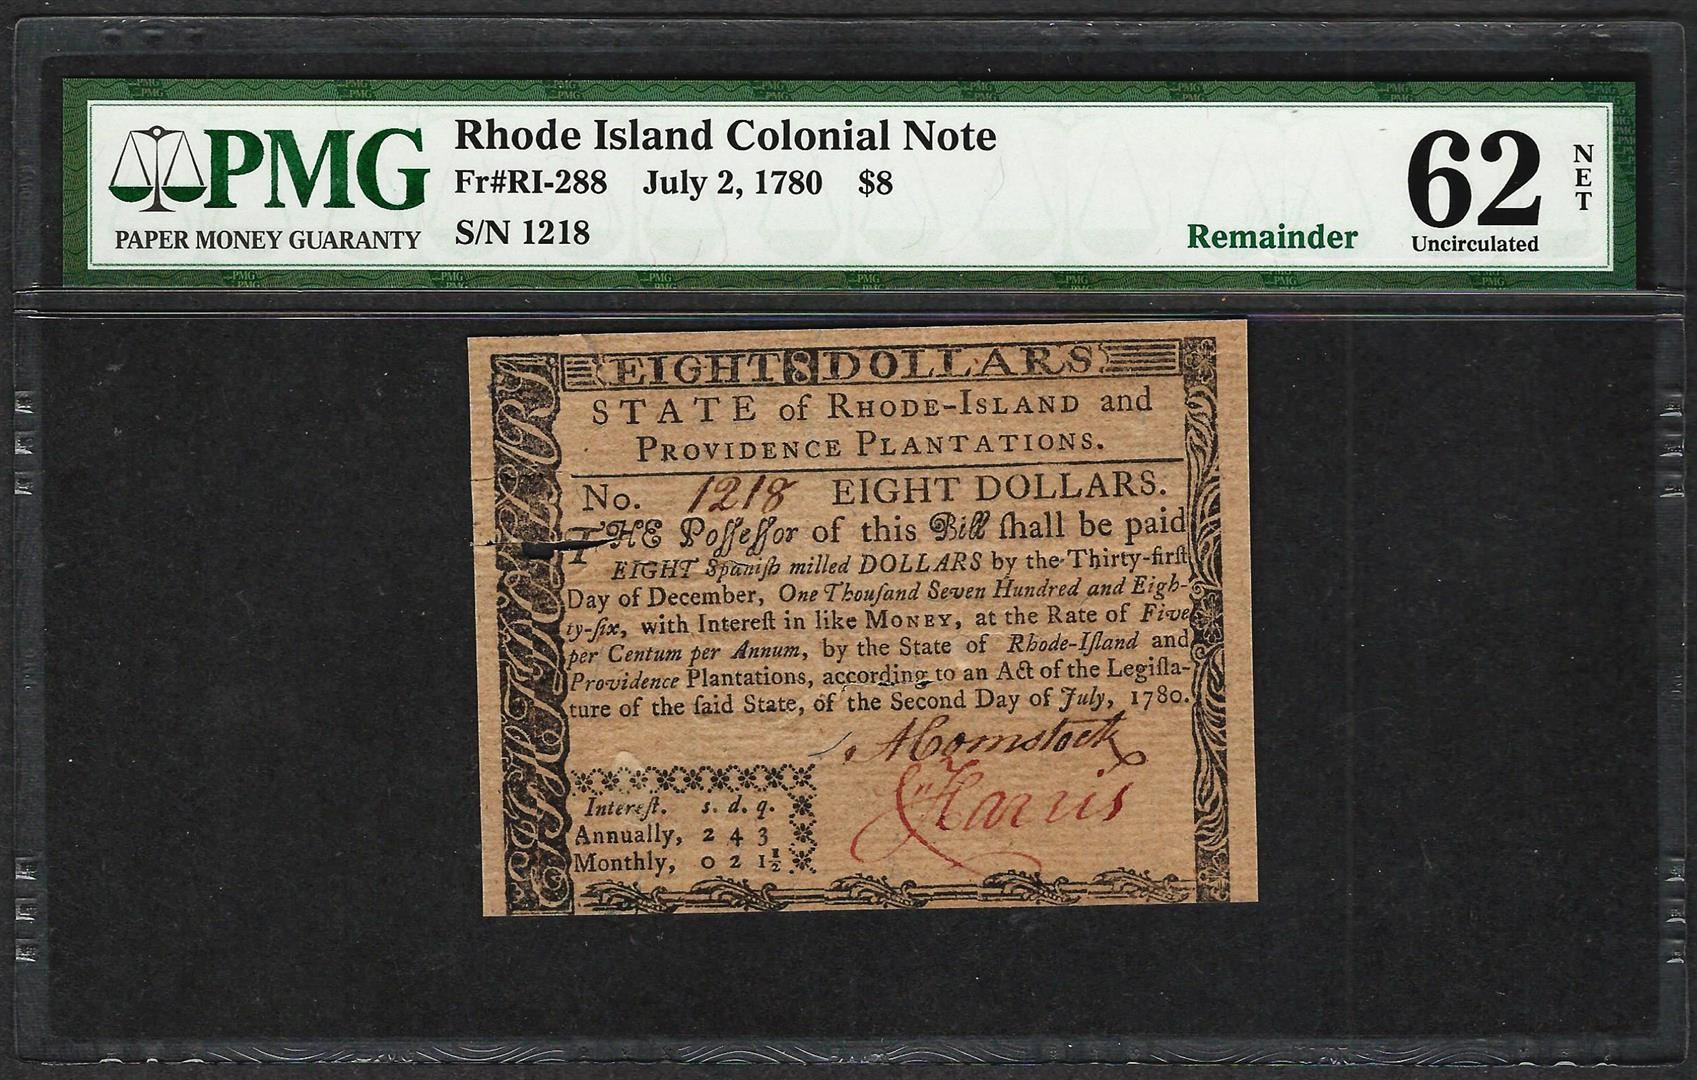 PMG
PAPER MONEY GUARANTY
Rhode Island Colonial Note
Fr#RI-288 July 2, 1780 $8
S/N 1218
Remainder
62
NET
Uncirculated
EIGHT 8 DOLLARS
STATE of RHODE-ISLAND and
PROVIDENCE PLANTATIONS.
No. 1218 EIGHT DOLLARS.
THE Poſſeſſor of this Bill ſhall be paid
EIGHT Spaniſh milled DOLLARS by the Thirty-firſt
Day of December, One Thouſand Seven Hundred and Eigh-
ty-ſix, with Intereſt in like MONEY, at the Rate of Five
per Centum per Annum, by the State of Rhode-Iſland and
Providence Plantations, according to an Act of the Legiſla-
ture of the ſaid State, of the Second Day of July, 1780.
A Comstock
Harris
Intereſt. s. d. q.
Annually, 2 4 3
Monthly, 0 2 1½
EIGHT DOLLARS